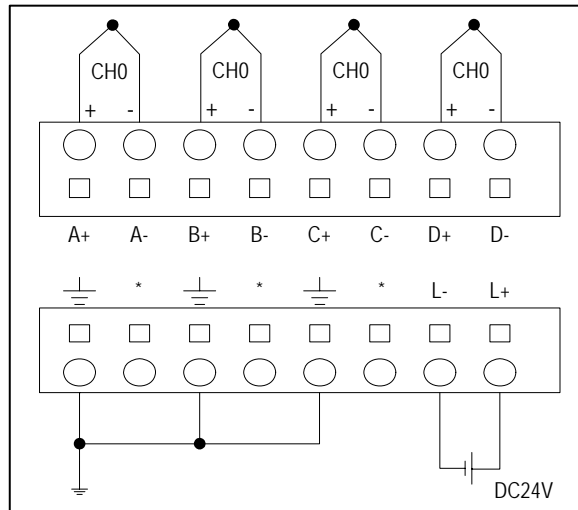 CH0 CH0 CH0 CH0
+ - + - + - + -
A+ A- B+ B- C+ C- D+ D-
* * * L- L+
DC24V